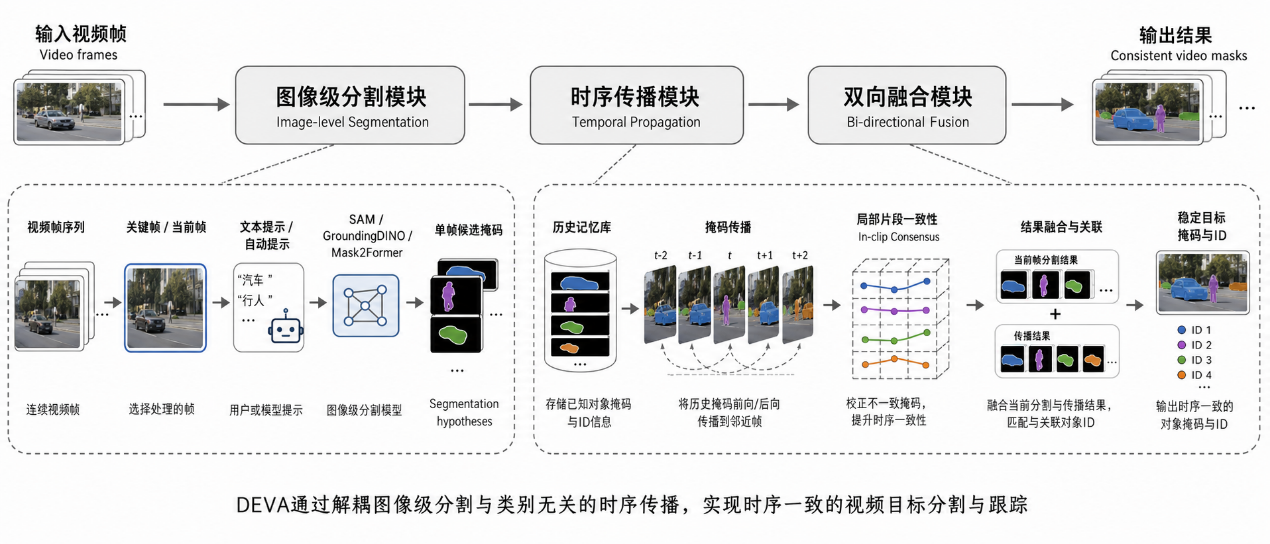 输入视频帧
Video frames
...
图像级分割模块
Image-level Segmentation
时序传播模块
Temporal Propagation
双向融合模块
Bi-directional Fusion
输出结果
Consistent video masks
...
...
视频帧序列
...
连续视频帧
关键帧 / 当前帧
选择处理的帧
文本提示 /
自动提示
“汽车 ”
“行人 ”
...
用户或模型提示
SAM /
GroundingDINO /
Mask2Former
图像级分割模型
单帧候选掩码
...
...
Segmentation
hypotheses
历史记忆库
...
存储已知对象掩码
与ID信息
掩码传播
t-2
t-1
t
t+1
t+2
将历史掩码前向/后向
传播到邻近帧
局部片段一致性
In-clip Consensus
校正不一致掩码，
提升时序一致性
结果融合与关联
当前帧分割结果
...
+
传播结果
...
融合当前分割与传播结果，
匹配与关联对象ID
稳定目标
掩码与ID
ID 1
ID 2
ID 3
ID 4
...
输出时序一致的
对象掩码与ID
DEVA通过解耦图像级分割与类别无关的时序传播，实现时序一致的视频目标分割与跟踪